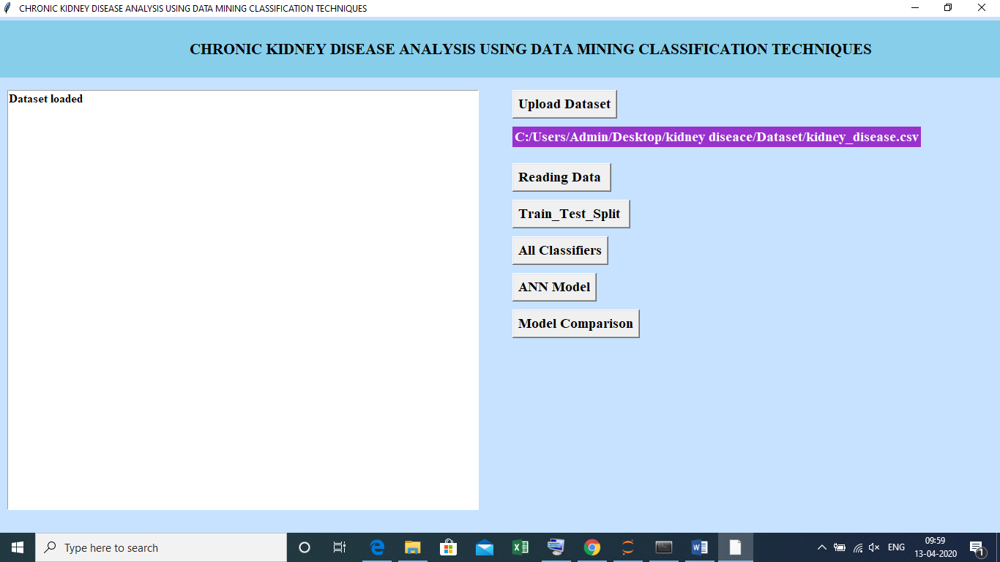 CHRONIC KIDNEY DISEASE ANALYSIS USING DATA MINING CLASSIFICATION TECHNIQUES
CHRONIC KIDNEY DISEASE ANALYSIS USING DATA MINING CLASSIFICATION TECHNIQUES
Dataset loaded
Upload Dataset
C:/Users/Admin/Desktop/kidney diseace/Dataset/kidney_disease.csv
Reading Data
Train_Test_Split
All Classifiers
ANN Model
Model Comparison
Type here to search
ENG
09:59
13-04-2020
1